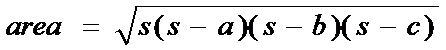 area = √s(s − a)(s − b)(s − c)